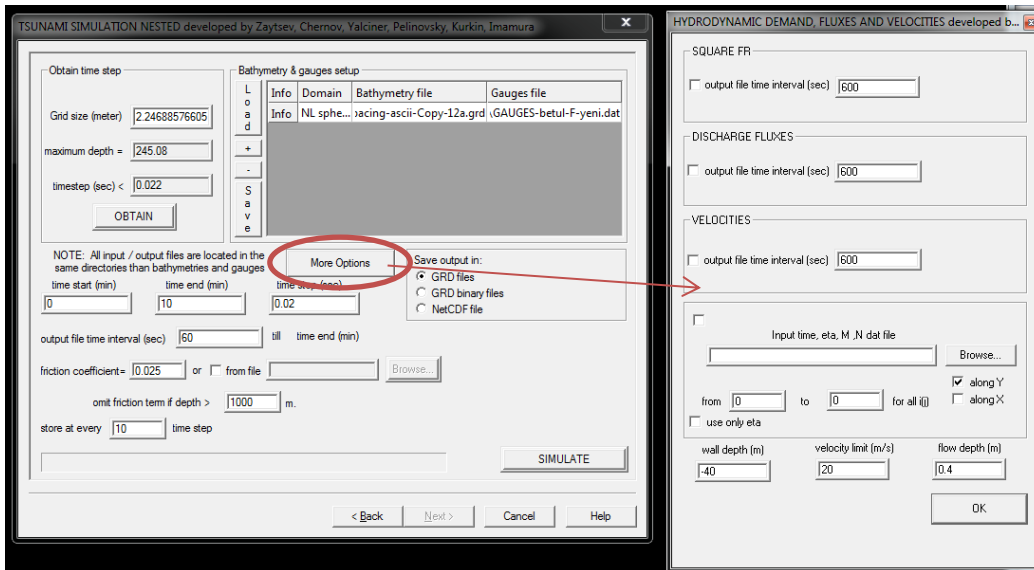 TSUNAMI SIMULATION NESTED developed by Zaytsev, Chernov, Yalciner, Pelinovsky, Kurkin, Imamura
x
Obtain time step
Grid size (meter) 2.24688576605
maximum depth = 245.08
timestep (sec) < 0.022
OBTAIN
Bathymetry & gauges setup
Load
+
-
Save
Info Domain Bathymetry file Gauges file
Info NL sphe... pacing-ascii-Copy-12a.grd \GAUGES-betul-F-yeni.dat
NOTE: All input / output files are located in the
same directories than bathymetries and gauges
More Options
Save output in:
GRD files
GRD binary files
NetCDF file
time start (min) time end (min) time step (sec)
0 10 0.02
output file time interval (sec) 60 till time end (min)
friction coefficient= 0.025 or from file Browse...
omit friction term if depth > 1000 m.
store at every 10 time step
SIMULATE
< Back Next > Cancel Help
HYDRODYNAMIC DEMAND, FLUXES AND VELOCITIES developed b...
SQUARE FR
output file time interval (sec) 600
DISCHARGE FLUXES
output file time interval (sec) 600
VELOCITIES
output file time interval (sec) 600
Input time, eta, M ,N dat file
Browse...
along Y
from 0 to 0 for all i(j) along X
use only eta
wall depth (m) velocity limit (m/s) flow depth (m)
-40 20 0.4
OK